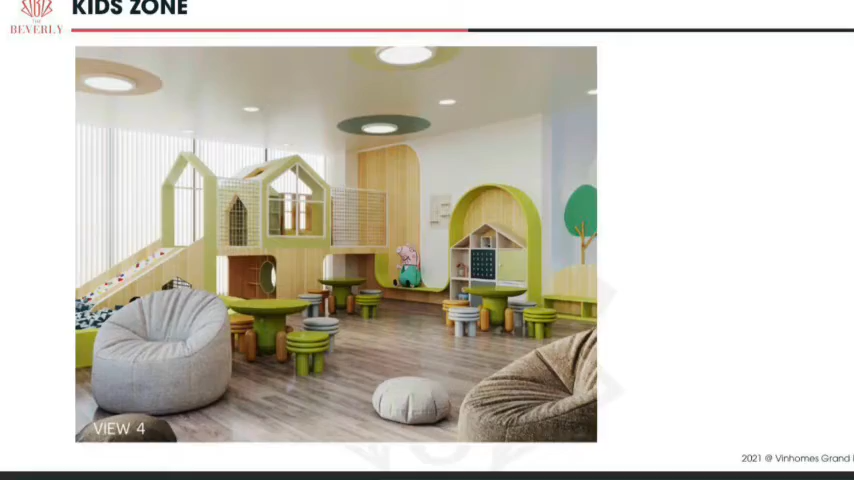 KIDS ZONE
THE
BEVERLY
VIEW 4
2021 @ Vinhomes Grand